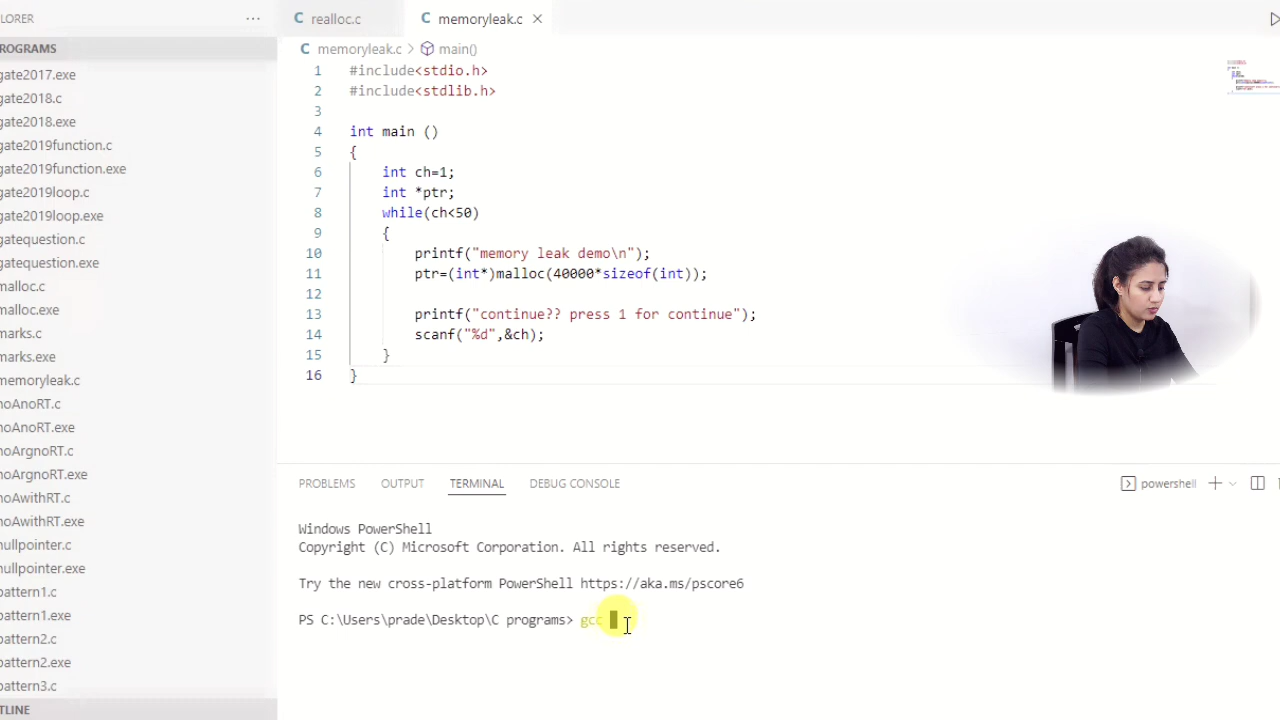 LORER ...
realloc.c
memoryleak.c
ROGRAMS
memoryleak.c > main()
gate2017.exe
gate2018.c
gate2018.exe
gate2019function.c
gate2019function.exe
gate2019loop.c
gate2019loop.exe
gatequestion.c
gatequestion.exe
malloc.c
malloc.exe
marks.c
marks.exe
memoryleak.c
noAnoRT.c
noAnoRT.exe
noArgnoRT.c
noArgnoRT.exe
noAwithRT.c
noAwithRT.exe
nullpointer.c
nullpointer.exe
pattern1.c
pattern1.exe
pattern2.c
pattern2.exe
pattern3.c
TLINE
1 #include<stdio.h>
2 #include<stdlib.h>
3
4 int main ()
5 {
6 int ch=1;
7 int *ptr;
8 while(ch<50)
9 {
10 printf("memory leak demo\n");
11 ptr=(int*)malloc(40000*sizeof(int));
12
13 printf("continue?? press 1 for continue");
14 scanf("%d",&ch);
15 }
16 }
PROBLEMS OUTPUT TERMINAL DEBUG CONSOLE
powershell
Windows PowerShell
Copyright (C) Microsoft Corporation. All rights reserved.
Try the new cross-platform PowerShell https://aka.ms/pscore6
PS C:\Users\prade\Desktop\C programs> gcc